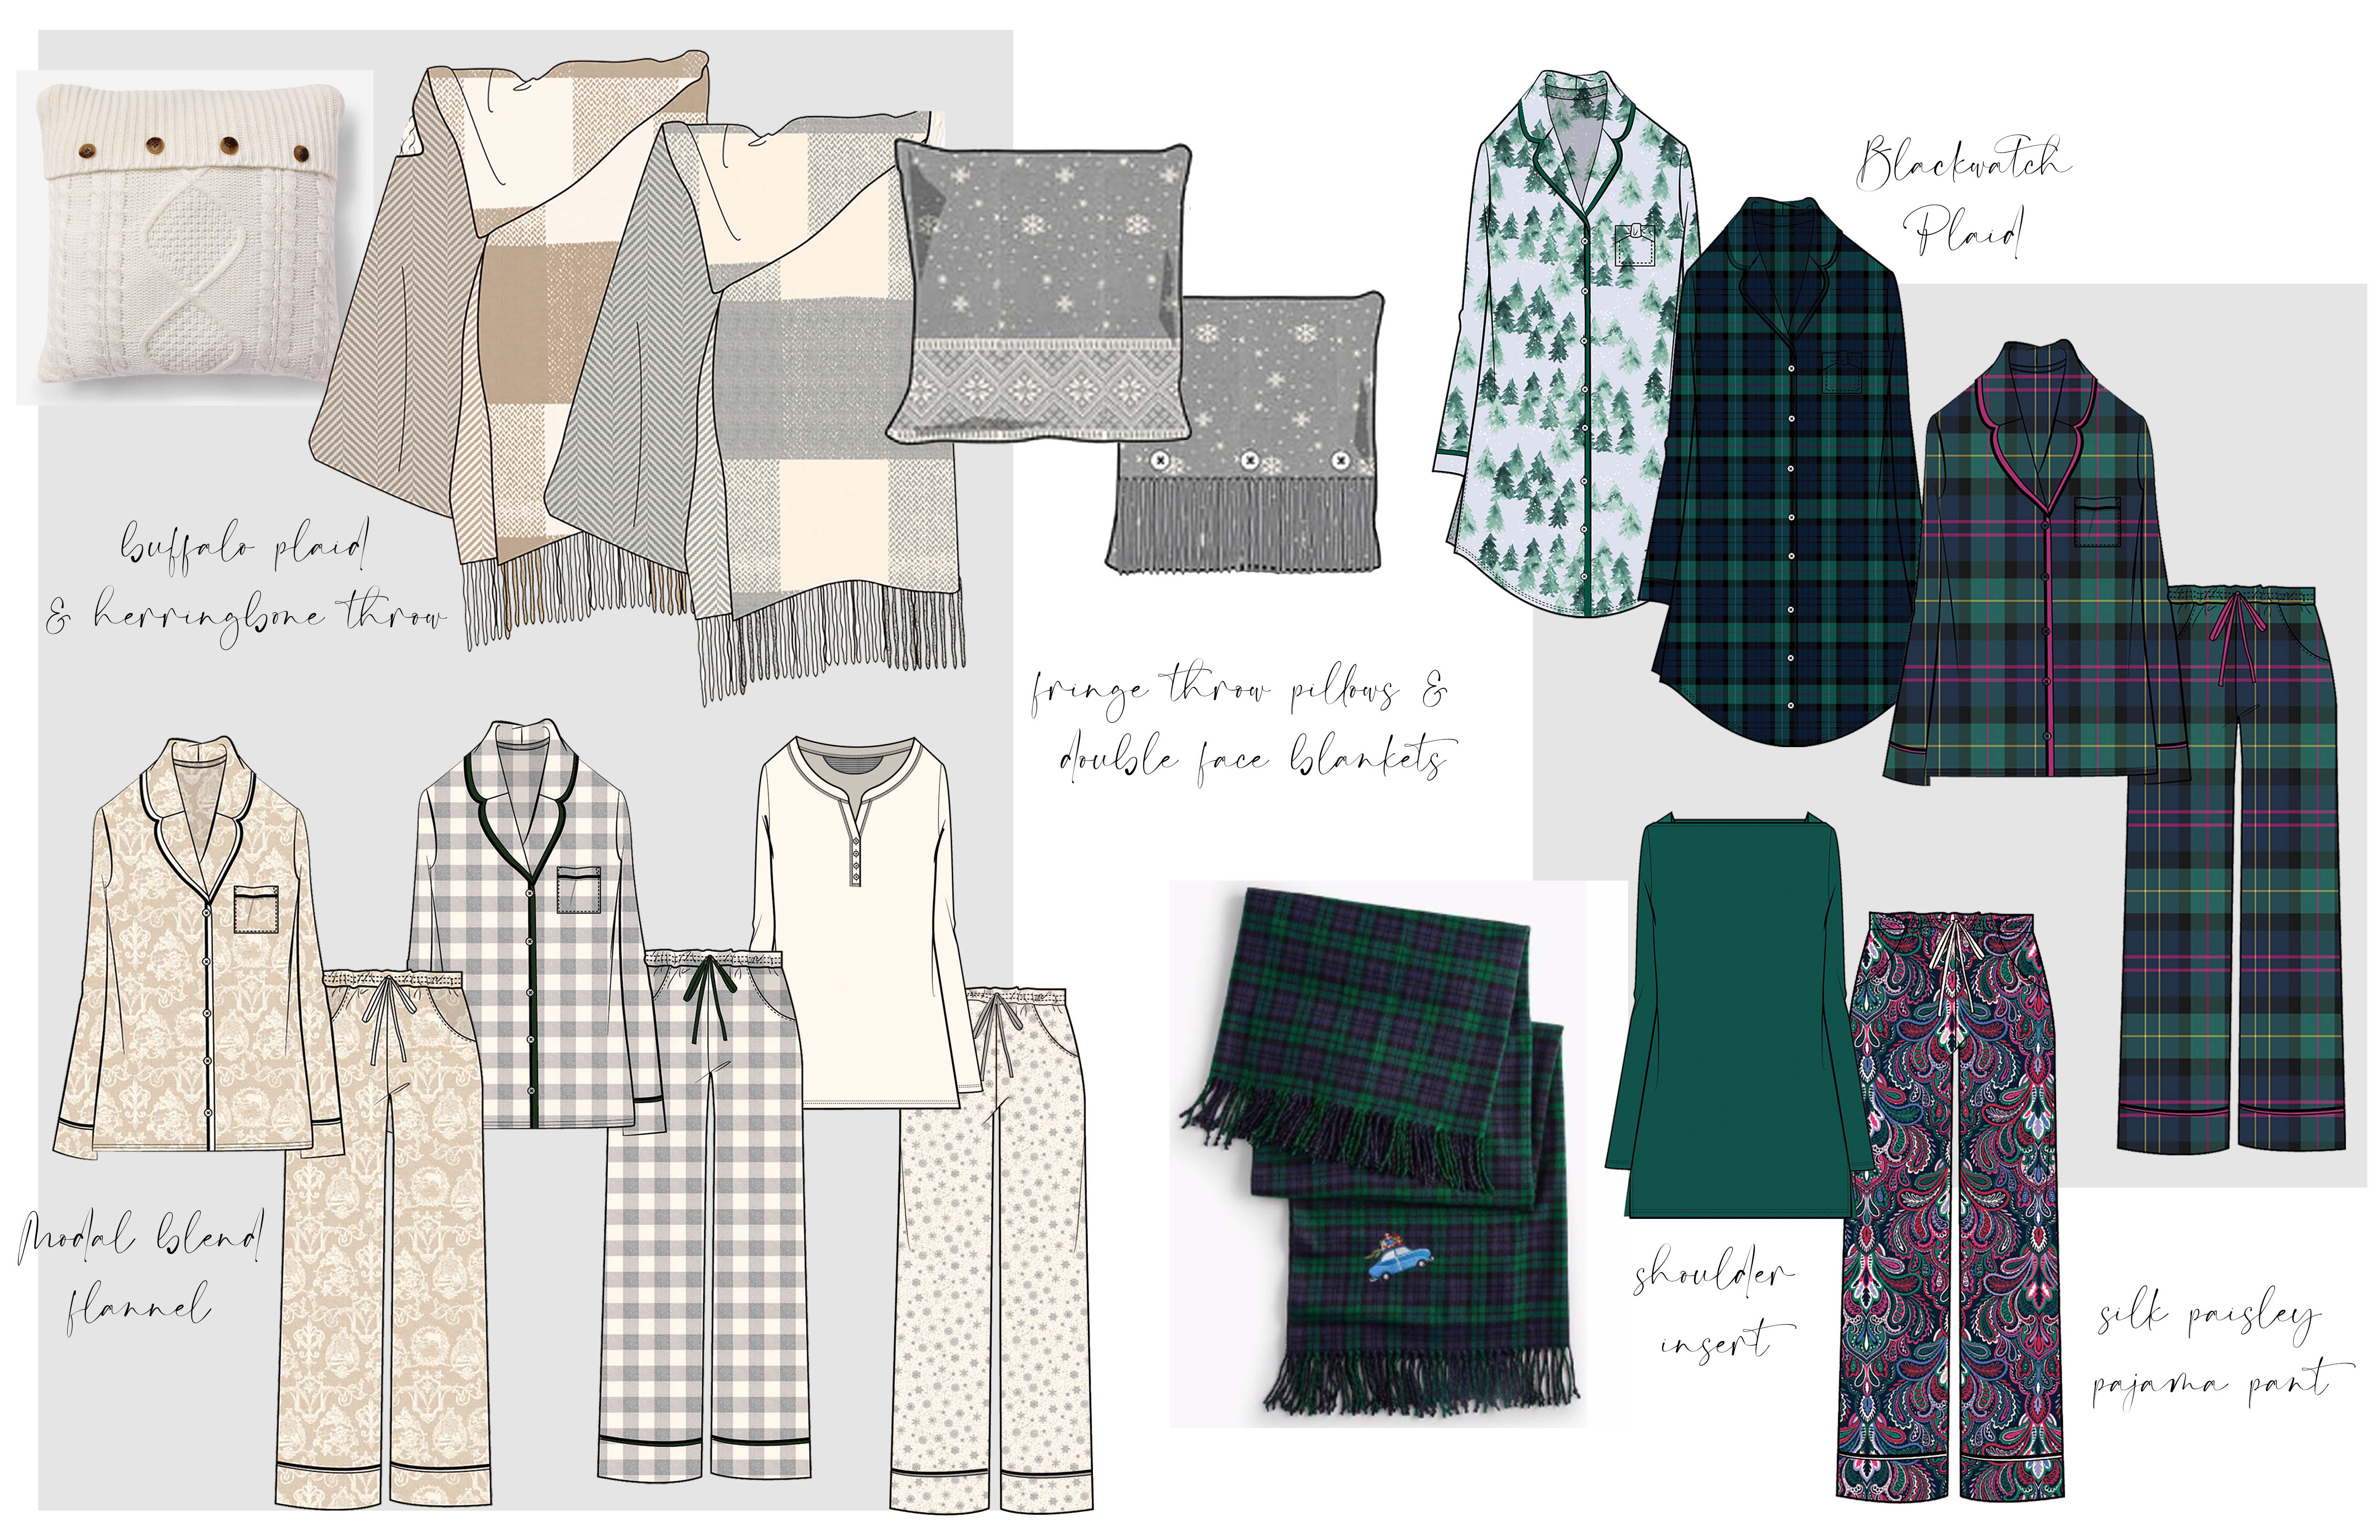 Blackwatch
Plaid
buffalo plaid
& herringbone throw
fringe throw pillows &
double face blankets
Modal blend
flannel
shoulder
insert
silk paisley
pajama pant